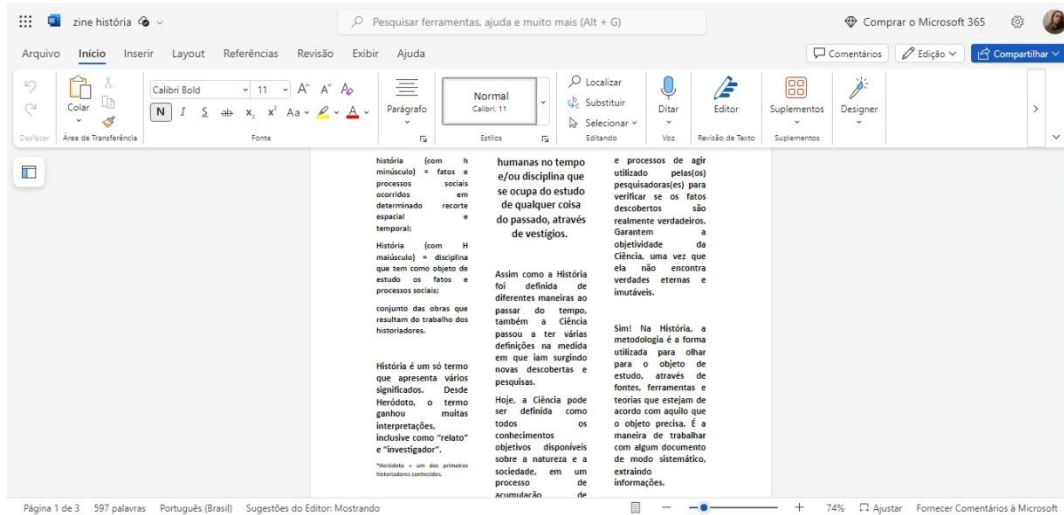 zine história
Pesquisar ferramentas, ajuda e muito mais (Alt + G)
Comprar o Microsoft 365
Arquivo Início Inserir Layout Referências Revisão Exibir Ajuda
Comentários Edição Compartilhar
Desfazer
Colar
Área de Transferência
Calibri Bold 11 A^ A˅ A
N I S ab x₂ x² Aa A
Fonte
Parágrafo
Normal
Calibri, 11
Estilos
Localizar
Substituir
Selecionar
Editando
Ditar
Voz
Editor
Revisão de Texto
Suplementos
Suplementos
Designer
história (com h
minúsculo) = fatos e
processos sociais
ocorridos em
determinado recorte
espacial e
temporal;
História (com H
maiúsculo) = disciplina
que tem como objeto de
estudo os fatos e
processos sociais;
conjunto das obras que
resultam do trabalho dos
historiadores.
História é um só termo
que apresenta vários
significados. Desde
Heródoto, o termo
ganhou muitas
interpretações,
inclusive como "relato"
e "investigador".
*Heródoto = um dos primeiros
historiadores conhecidos.
humanas no tempo
e/ou disciplina que
se ocupa do estudo
de qualquer coisa
do passado, através
de vestígios.
Assim como a História
foi definida de
diferentes maneiras ao
passar do tempo,
também a Ciência
passou a ter várias
definições na medida
em que iam surgindo
novas descobertas e
pesquisas.
Hoje, a Ciência pode
ser definida como
todos os
conhecimentos
objetivos disponíveis
sobre a natureza e a
sociedade, em um
processo de
acumulação de
e processos de agir
utilizado pelas(os)
pesquisadoras(es) para
verificar se os fatos
descobertos são
realmente verdadeiros.
Garantem a
objetividade da
Ciência, uma vez que
ela não encontra
verdades eternas e
imutáveis.
Sim! Na História, a
metodologia é a forma
utilizada para olhar
para o objeto de
estudo, através de
fontes, ferramentas e
teorias que estejam de
acordo com aquilo que
o objeto precisa. É a
maneira de trabalhar
com algum documento
de modo sistemático,
extraindo
informações.
Página 1 de 3 597 palavras Português (Brasil) Sugestões do Editor: Mostrando
74% Ajustar Fornecer Comentários à Microsoft